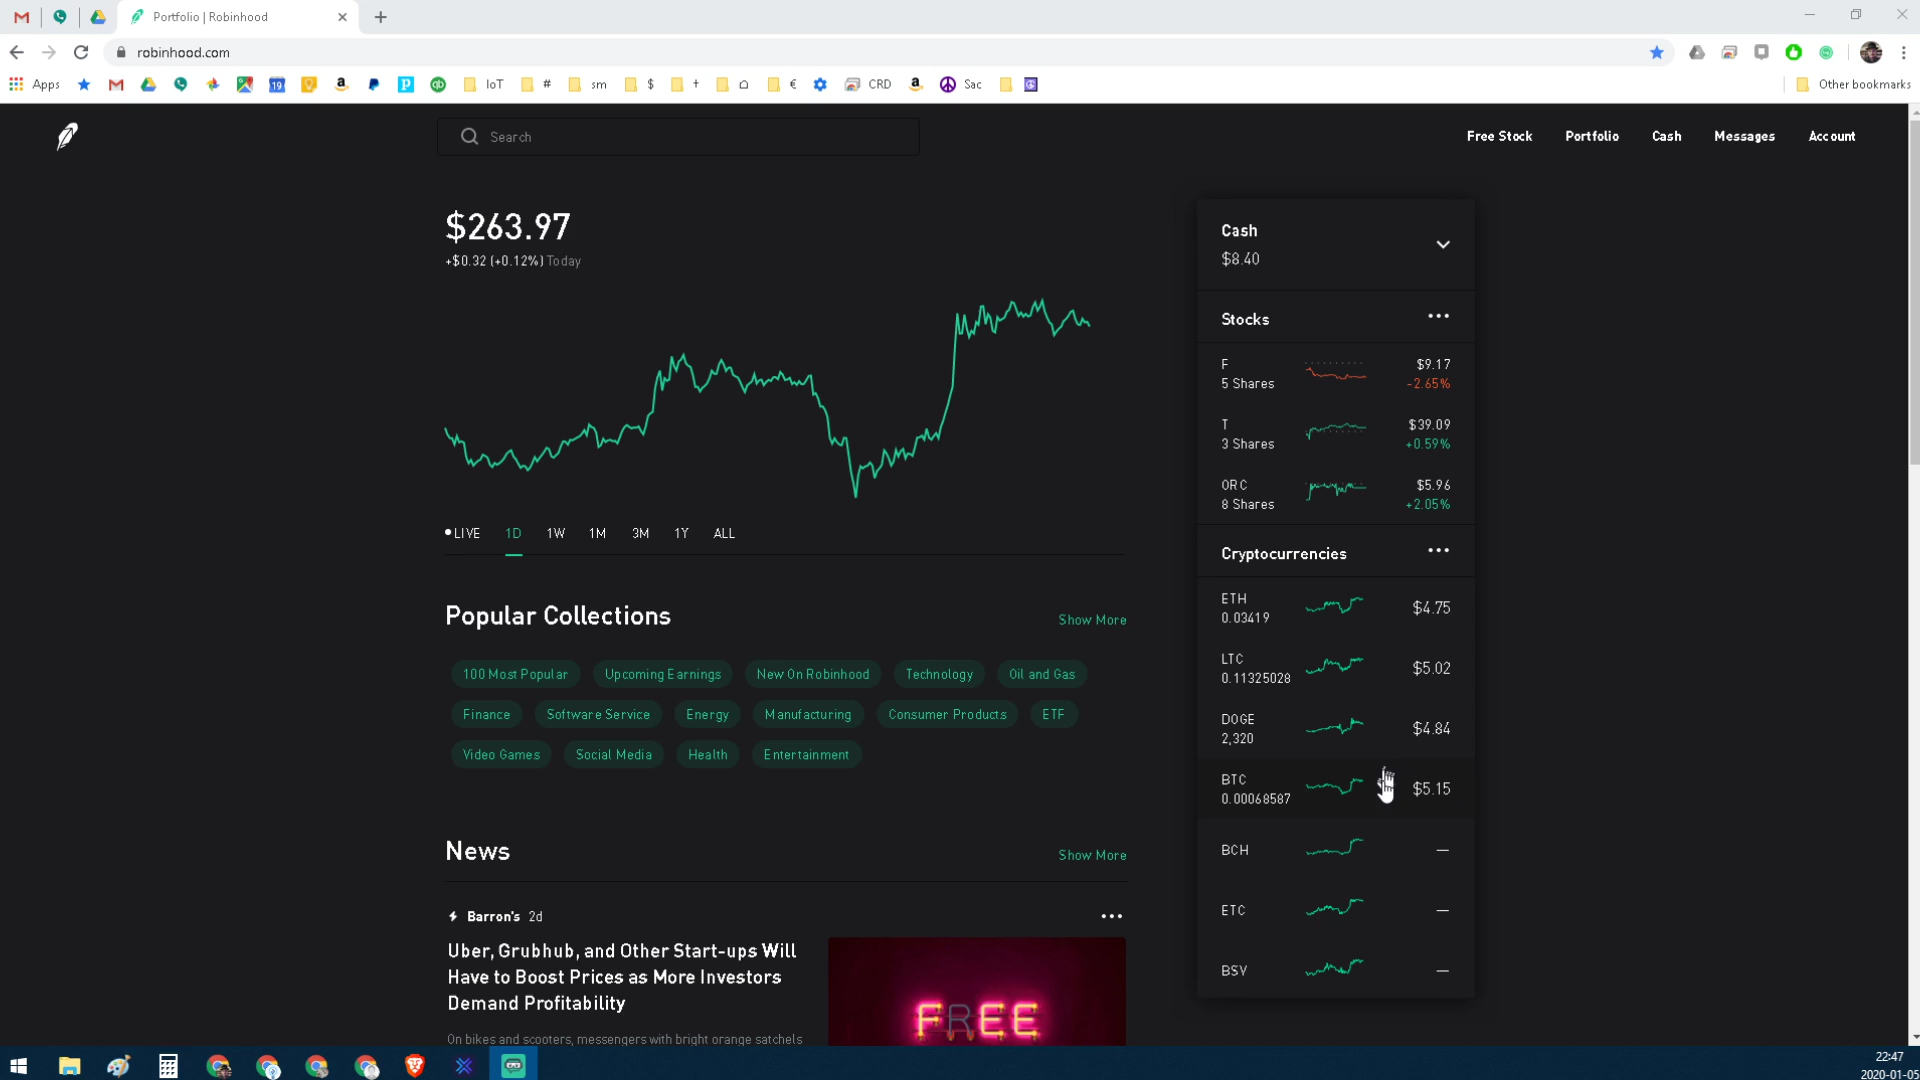 Portfolio | Robinhood
robinhood.com
Apps
19
IoT
#
sm
$
+
€
CRD
Sac
Other bookmarks
Search
Free Stock
Portfolio
Cash
Messages
Account
$263.97
+$0.32 (+0.12%) Today
LIVE 1D 1W 1M 3M 1Y ALL
Popular Collections
Show More
100 Most Popular
Upcoming Earnings
New On Robinhood
Technology
Oil and Gas
Finance
Software Service
Energy
Manufacturing
Consumer Products
ETF
Video Games
Social Media
Health
Entertainment
News
Show More
Barron's 2d
Uber, Grubhub, and Other Start-ups Will
Have to Boost Prices as More Investors
Demand Profitability
On bikes and scooters, messengers with bright orange satchels
FREE
Cash
$8.40
Stocks
F
5 Shares
$9.17
-2.65%
T
3 Shares
$39.09
+0.59%
ORC
8 Shares
$5.96
+2.05%
Cryptocurrencies
ETH
0.03419
$4.75
LTC
0.11325028
$5.02
DOGE
2,320
$4.84
BTC
0.00068587
$5.15
BCH
—
ETC
—
BSV
—
22:47
2020-01-05